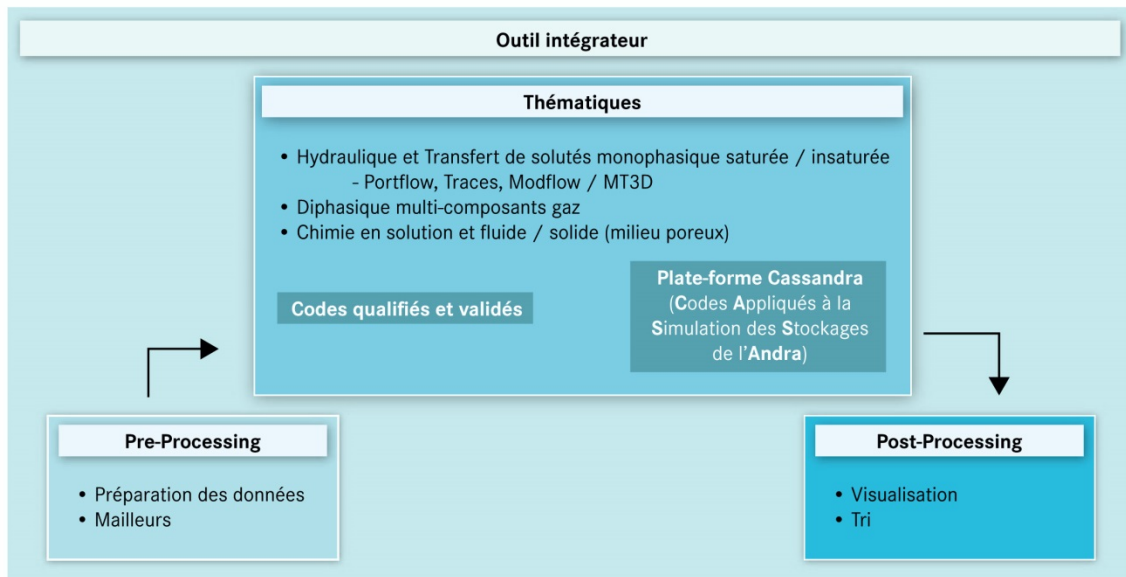 Outil intégrateur
Thématiques
• Hydraulique et Transfert de solutés monophasique saturée / insaturée
- Portflow, Traces, Modflow / MT3D
• Diphasique multi-composants gaz
• Chimie en solution et fluide / solide (milieu poreux)
Codes qualifiés et validés
Plate-forme Cassandra
(Codes Appliqués à la
Simulation des Stockages
de l'Andra)
Pre-Processing
• Préparation des données
• Mailleurs
Post-Processing
• Visualisation
• Tri